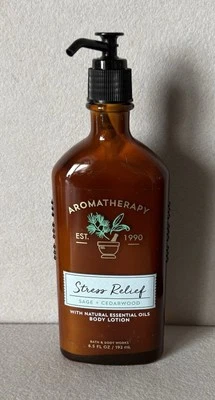 AROMATHERAPY
EST. 1990
Stress Relief
SAGE + CEDARWOOD
WITH NATURAL ESSENTIAL OILS
BODY LOTION
BATH & BODY WORKS
6.5 FL OZ / 192 mL